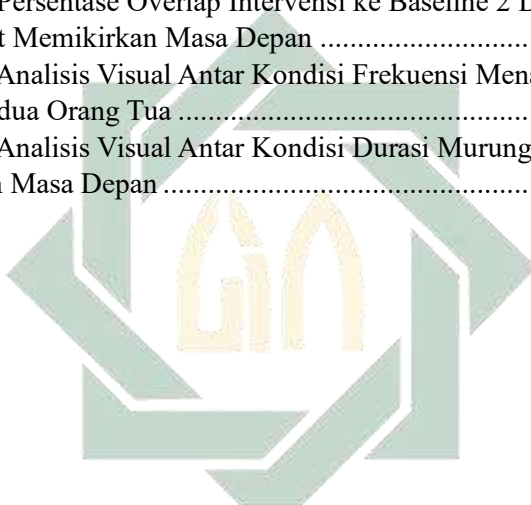 Persentase Overlap Intervensi ke Baseline 2 D
t Memikirkan Masa Depan ........................
Analisis Visual Antar Kondisi Frekuensi Mena
dua Orang Tua ..............................................
Analisis Visual Antar Kondisi Durasi Murung
n Masa Depan ................................................